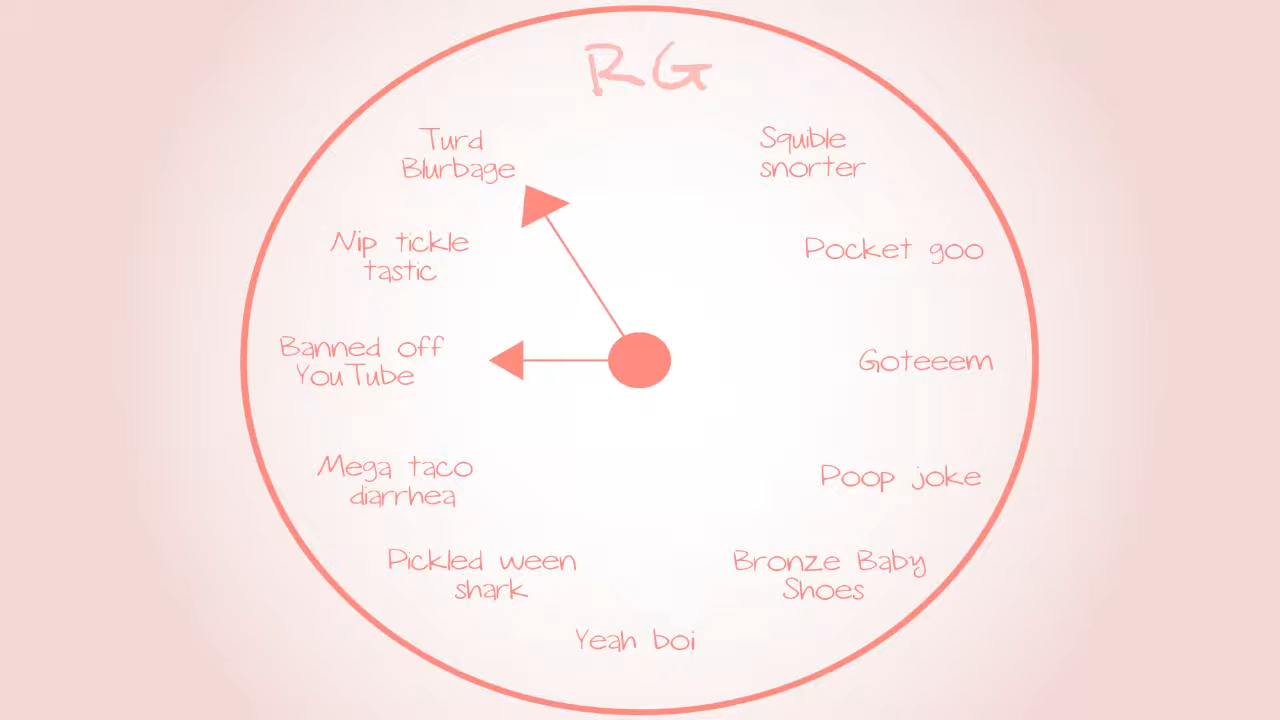 RG
Turd
Blurbage
Squible
snorter
Nip tickle
tastic
Pocket goo
Banned off
YouTube
Goteeem
Mega taco
diarrhea
Poop joke
Pickled ween
shark
Bronze Baby
Shoes
Yeah boi